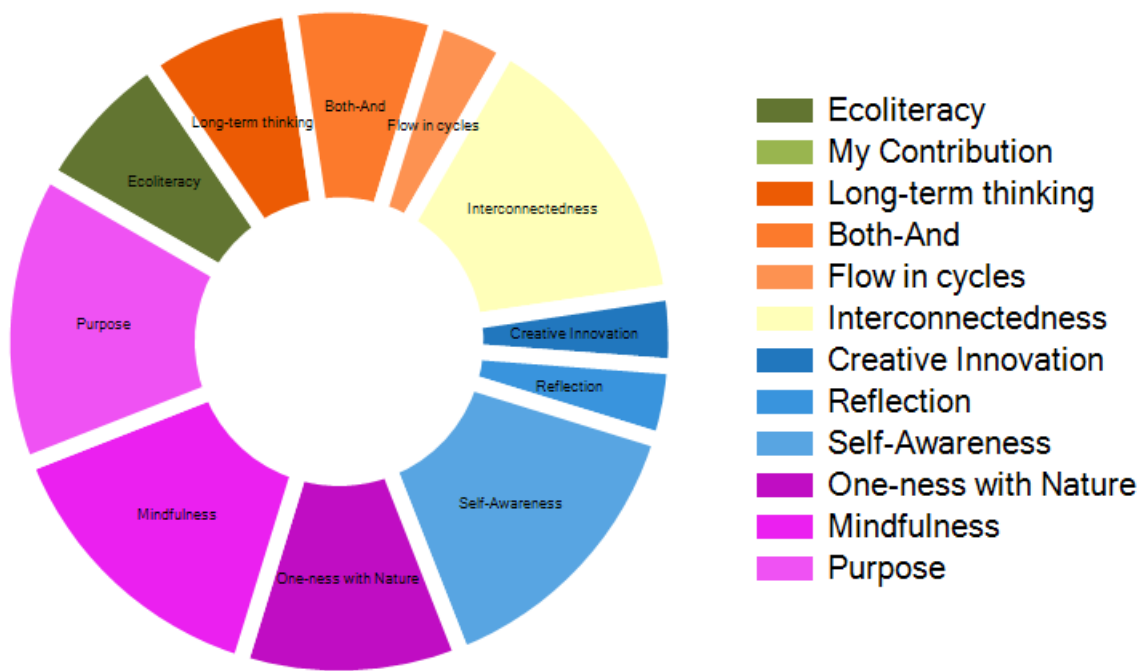 Long-term thinking
Both-And
Flow in cycles
Ecoliteracy
Interconnectedness
Purpose
Creative Innovation
Reflection
Mindfulness
Self-Awareness
One-ness with Nature
Ecoliteracy
My Contribution
Long-term thinking
Both-And
Flow in cycles
Interconnectedness
Creative Innovation
Reflection
Self-Awareness
One-ness with Nature
Mindfulness
Purpose